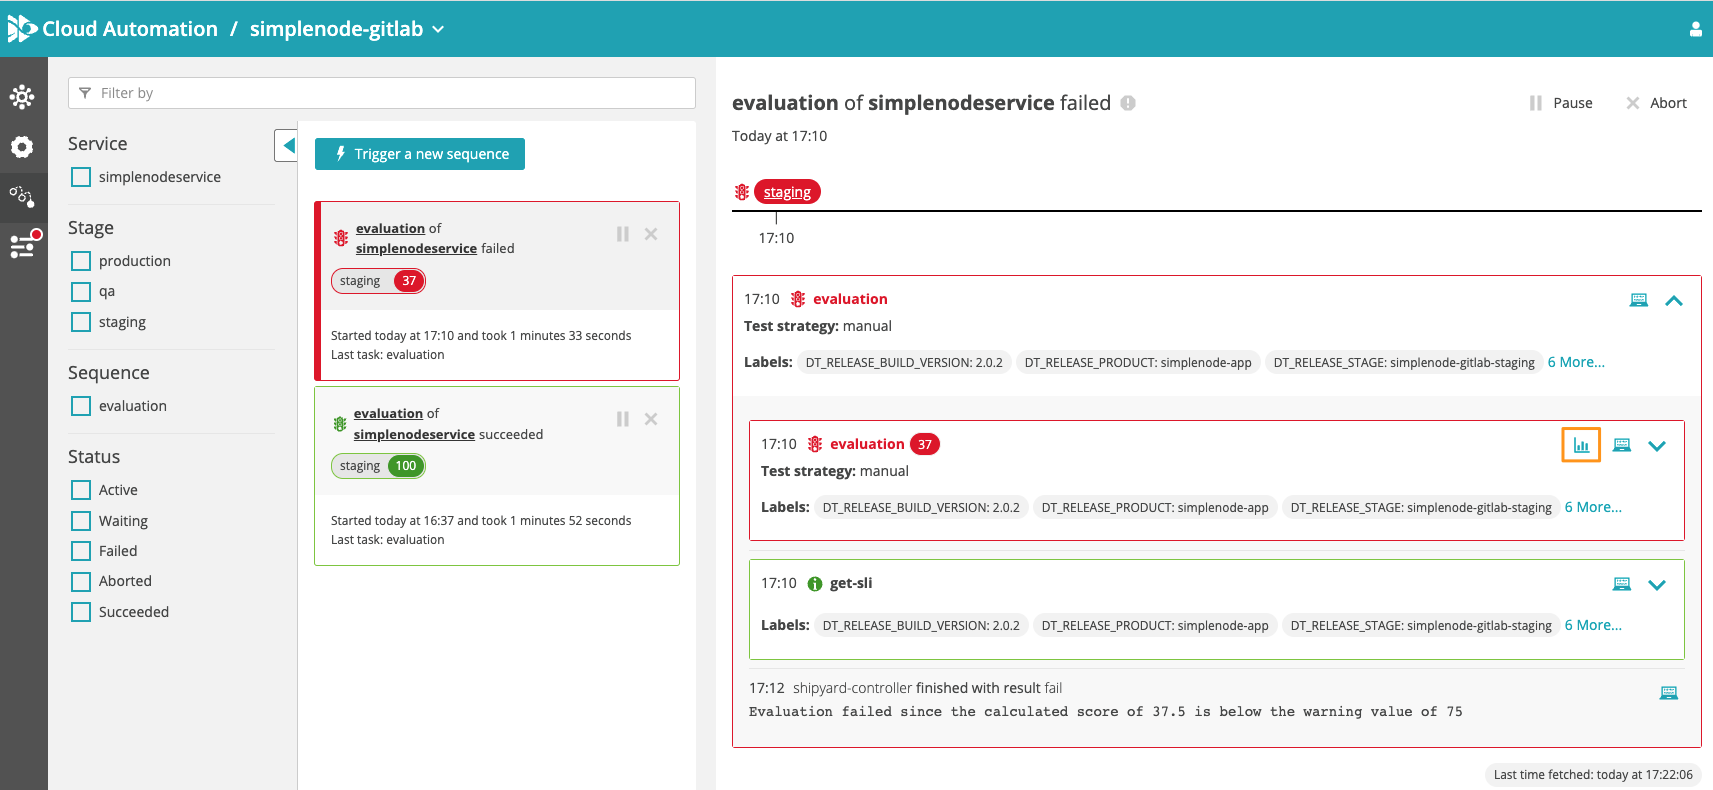 Cloud Automation / simplenode-gitlab
Filter by
Service
simplenodeservice
Stage
production
qa
staging
Sequence
evaluation
Status
Active
Waiting
Failed
Aborted
Succeeded
Trigger a new sequence
evaluation of
simplenodeservice failed
staging 37
Started today at 17:10 and took 1 minutes 33 seconds
Last task: evaluation
evaluation of
simplenodeservice succeeded
staging 100
Started today at 16:37 and took 1 minutes 52 seconds
Last task: evaluation
evaluation of simplenodeservice failed
Pause
Abort
Today at 17:10
staging
17:10
17:10 evaluation
Test strategy: manual
Labels: DT_RELEASE_BUILD_VERSION: 2.0.2 DT_RELEASE_PRODUCT: simplenode-app DT_RELEASE_STAGE: simplenode-gitlab-staging 6 More...
17:10 evaluation 37
Test strategy: manual
Labels: DT_RELEASE_BUILD_VERSION: 2.0.2 DT_RELEASE_PRODUCT: simplenode-app DT_RELEASE_STAGE: simplenode-gitlab-staging 6 More...
17:10 get-sli
Labels: DT_RELEASE_BUILD_VERSION: 2.0.2 DT_RELEASE_PRODUCT: simplenode-app DT_RELEASE_STAGE: simplenode-gitlab-staging 6 More...
17:12 shipyard-controller finished with result fail
Evaluation failed since the calculated score of 37.5 is below the warning value of 75
Last time fetched: today at 17:22:06